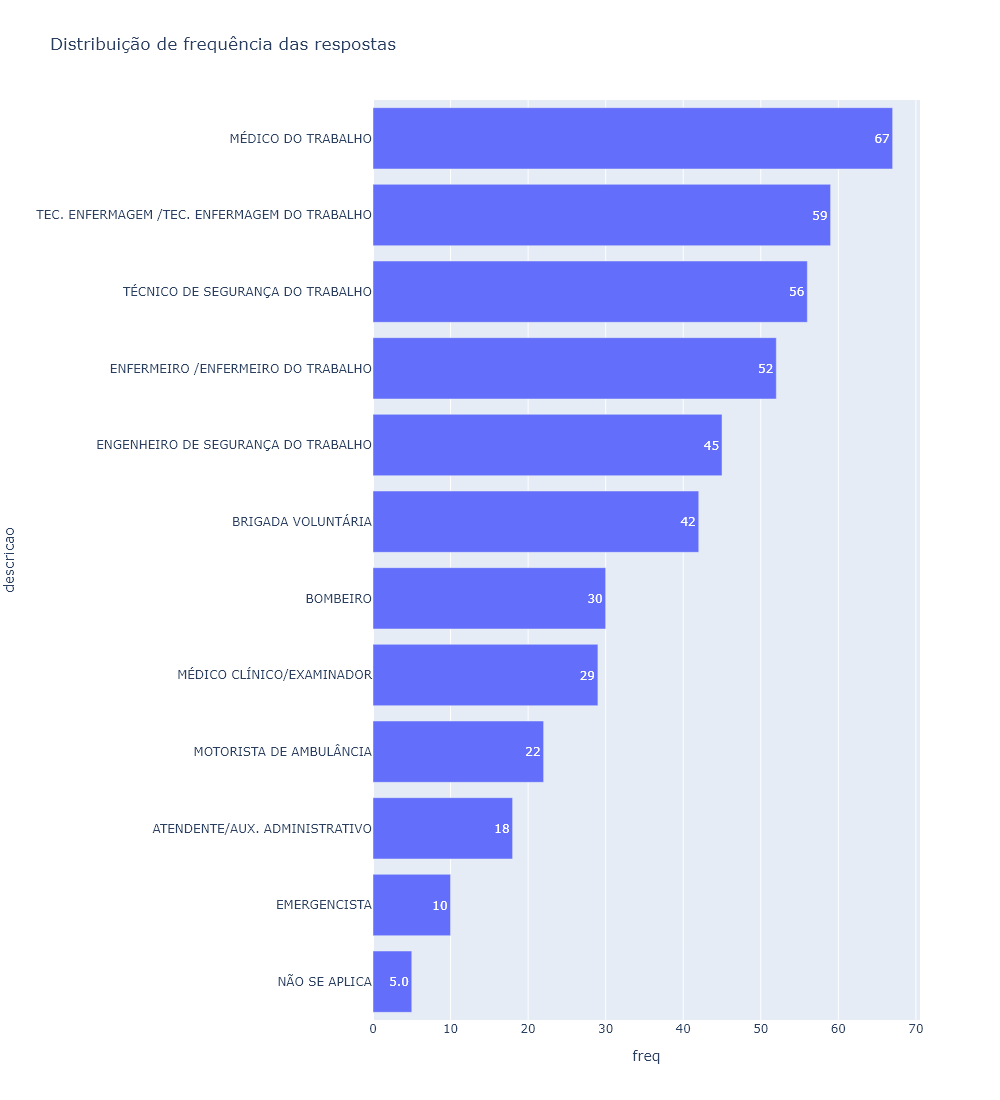 Distribuição de frequência das respostas
MÉDICO DO TRABALHO 67
TEC. ENFERMAGEM /TEC. ENFERMAGEM DO TRABALHO 59
TÉCNICO DE SEGURANÇA DO TRABALHO 56
ENFERMEIRO /ENFERMEIRO DO TRABALHO 52
ENGENHEIRO DE SEGURANÇA DO TRABALHO 45
BRIGADA VOLUNTÁRIA 42
descricao
BOMBEIRO 30
MÉDICO CLÍNICO/EXAMINADOR 29
MOTORISTA DE AMBULÂNCIA 22
ATENDENTE/AUX. ADMINISTRATIVO 18
EMERGENCISTA 10
NÃO SE APLICA 5.0
0 10 20 30 40 50 60 70
freq